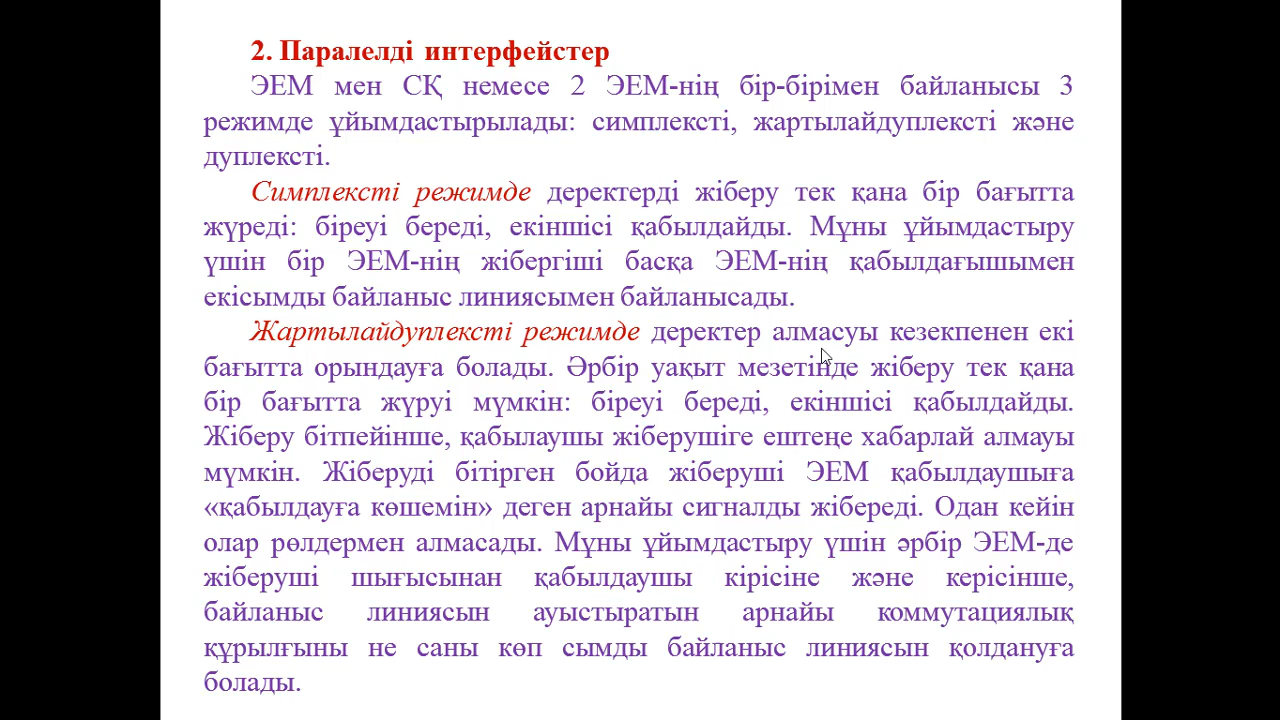 2. Паралелді интерфейстер
ЭЕМ мен СҚ немесе 2 ЭЕМ-нің бір-бірімен байланысы 3
режимде ұйымдастырылады: симплексті, жартылайдуплексті және
дуплексті.
Симплексті режимде деректерді жіберу тек қана бір бағытта
жүреді: біреуі береді, екіншісі қабылдайды. Мұны ұйымдастыру
үшін бір ЭЕМ-нің жібергіші басқа ЭЕМ-нің қабылдағышымен
екісымды байланыс линиясымен байланысады.
Жартылайдуплексті режимде деректер алмасуы кезекпенен екі
бағытта орындауға болады. Әрбір уақыт мезетінде жіберу тек қана
бір бағытта жүруі мүмкін: біреуі береді, екіншісі қабылдайды.
Жіберу бітпейінше, қабылаушы жіберушіге ештеңе хабарлай алмауы
мүмкін. Жіберуді бітірген бойда жіберуші ЭЕМ қабылдаушыға
«қабылдауға көшемін» деген арнайы сигналды жібереді. Одан кейін
олар рөлдермен алмасады. Мұны ұйымдастыру үшін әрбір ЭЕМ-де
жіберуші шығысынан қабылдаушы кірісіне және керісінше,
байланыс линиясын ауыстыратын арнайы коммутациялық
құрылғыны не саны көп сымды байланыс линиясын қолдануға
болады.